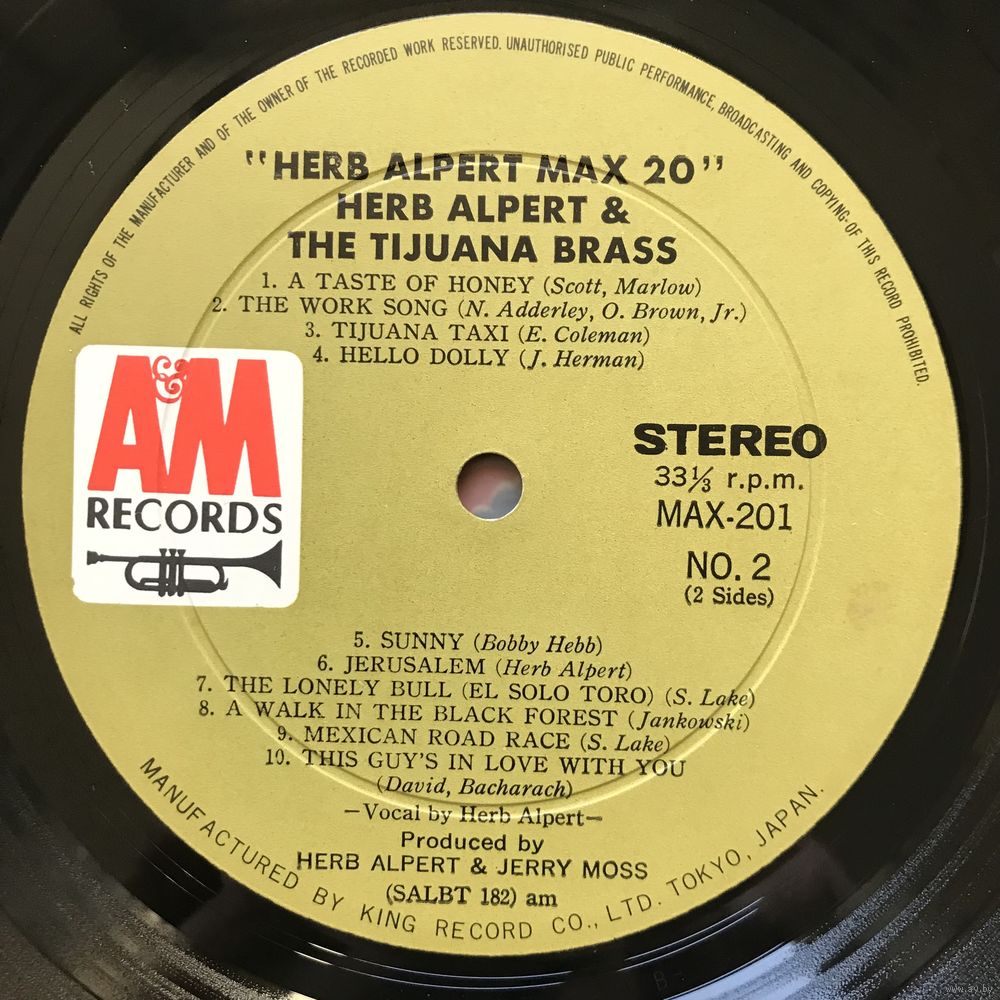 ALL RIGHTS OF THE MANUFACTURER AND OF THE OWNER OF THE RECORDED WORK RESERVED. UNAUTHORISED PUBLIC PERFORMANCE, BROADCASTING AND COPYING·OF THIS RECORD PROHIBITED.
"HERB ALPERT MAX 20"
HERB ALPERT &
THE TIJUANA BRASS
1. A TASTE OF HONEY (Scott, Marlow)
2. THE WORK SONG (N. Adderley, O. Brown, Jr.)
3. TIJUANA TAXI (E. Coleman)
4. HELLO DOLLY (J. Herman)
A&M
RECORDS
STEREO
33⅓ r.p.m.
MAX-201
NO. 2
(2 Sides)
5. SUNNY (Bobby Hebb)
6. JERUSALEM (Herb Alpert)
7. THE LONELY BULL (EL SOLO TORO) (S. Lake)
8. A WALK IN THE BLACK FOREST (Jankowski)
9. MEXICAN ROAD RACE (S. Lake)
10. THIS GUY'S IN LOVE WITH YOU
(David, Bacharach)
—Vocal by Herb Alpert—
Produced by
HERB ALPERT & JERRY MOSS
(SALBT 182) am
MANUFACTURED BY KING RECORD CO., LTD. TOKYO, JAPAN.
www.ay.by